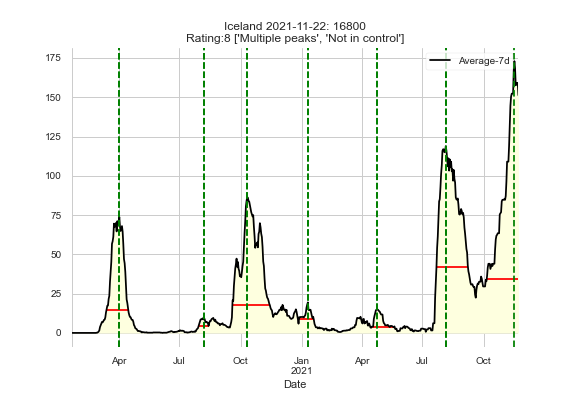 Iceland 2021-11-22: 16800
Rating:8 ['Multiple peaks', 'Not in control']
Average-7d
175
150
125
100
75
50
25
0
Apr Jul Oct Jan Apr Jul Oct
2021
Date